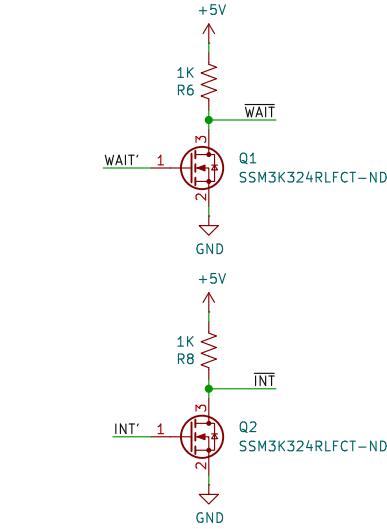 +5V
1K
R6
WAIT
3
WAIT'
1
Q1
SSM3K324RLFCT-ND
2
GND
+5V
1K
R8
INT
3
INT'
1
Q2
SSM3K324RLFCT-ND
2
GND